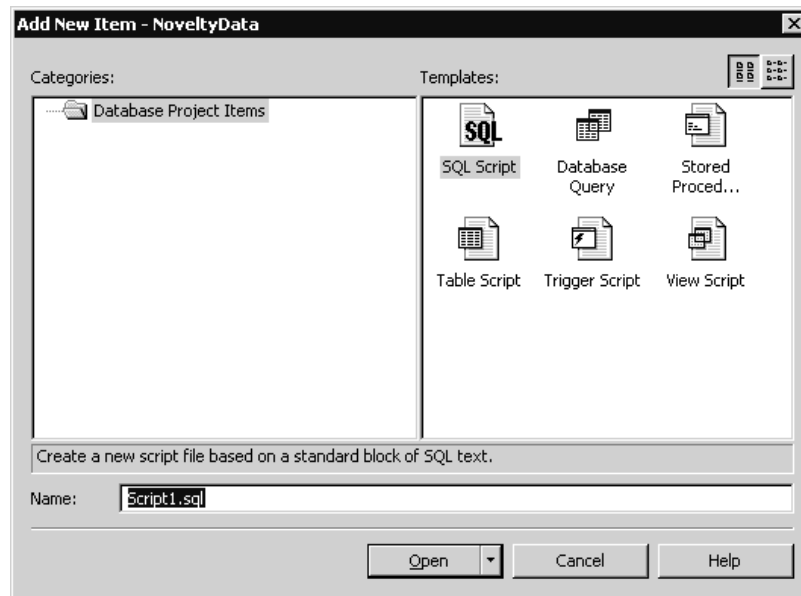 Add New Item - NoveltyData
Categories:
Templates:
Database Project Items
SQL
SQL Script
Database
Query
Stored
Proced...
Table Script
Trigger Script
View Script
Create a new script file based on a standard block of SQL text.
Name:
Script1.sql
Open
Cancel
Help